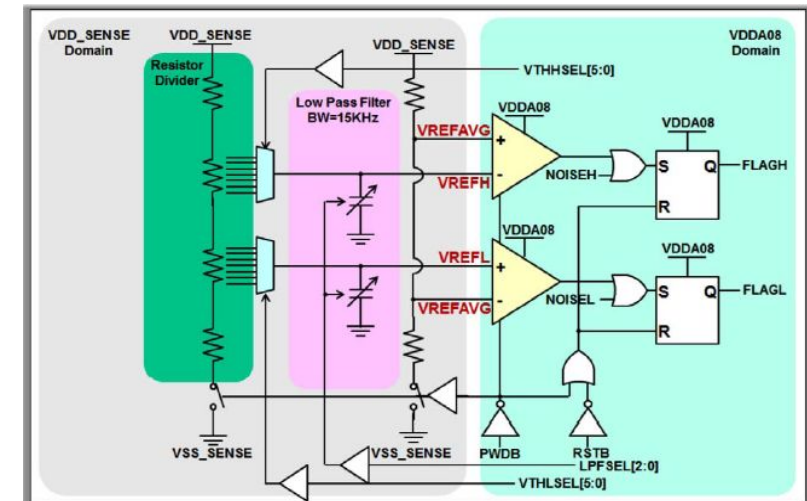 VDD_SENSE
Domain
VDD_SENSE
Resistor
Divider
VDD_SENSE
VDDA08
Domain
VTHHSEL[5:0]
Low Pass Filter
BW=15KHz
VDDA08
VDDA08
VREFAVG
+
-
VREFH
NOISEH
S
Q
FLAGH
R
VDDA08
VDDA08
VREFL
+
-
VREFAVG
NOISEL
S
Q
FLAGL
R
VSS_SENSE
VSS_SENSE
PWDB
RSTB
LPFSEL[2:0]
VTHLSEL[5:0]